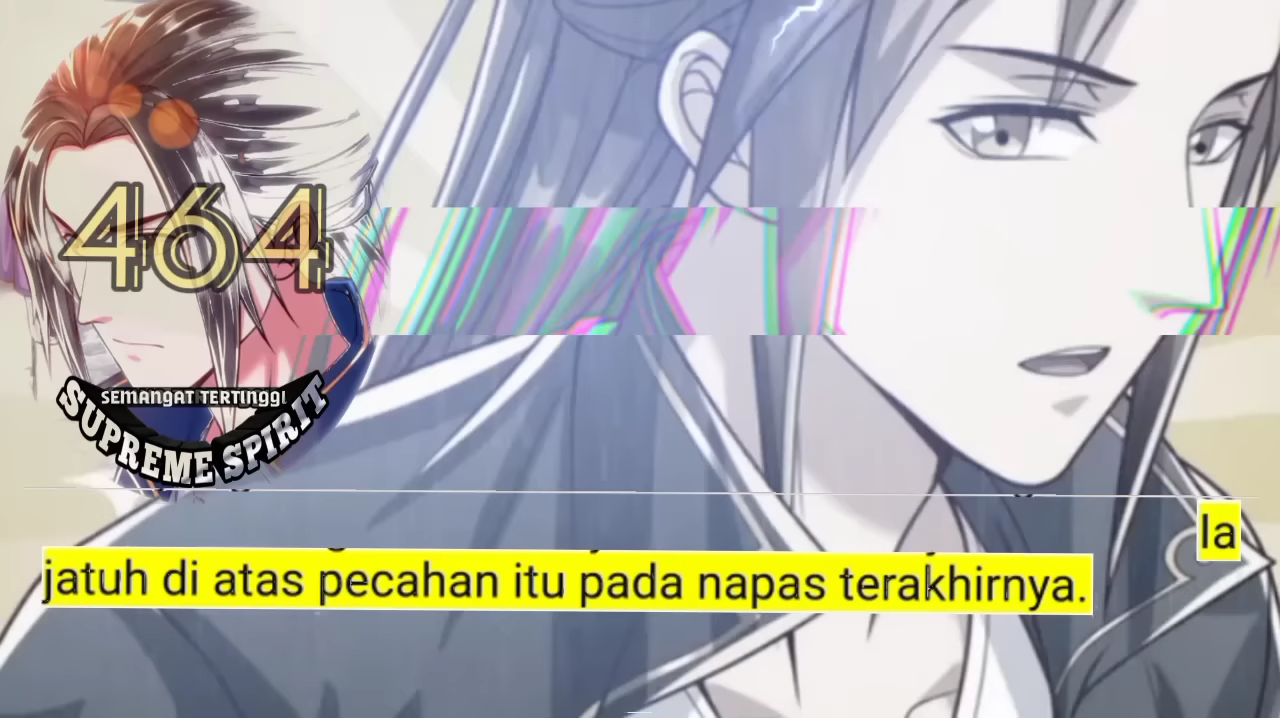 464
SEMANGAT TERTINGGI
SUPREME SPIRIT
Ia
jatuh di atas pecahan itu pada napas terakhirnya.